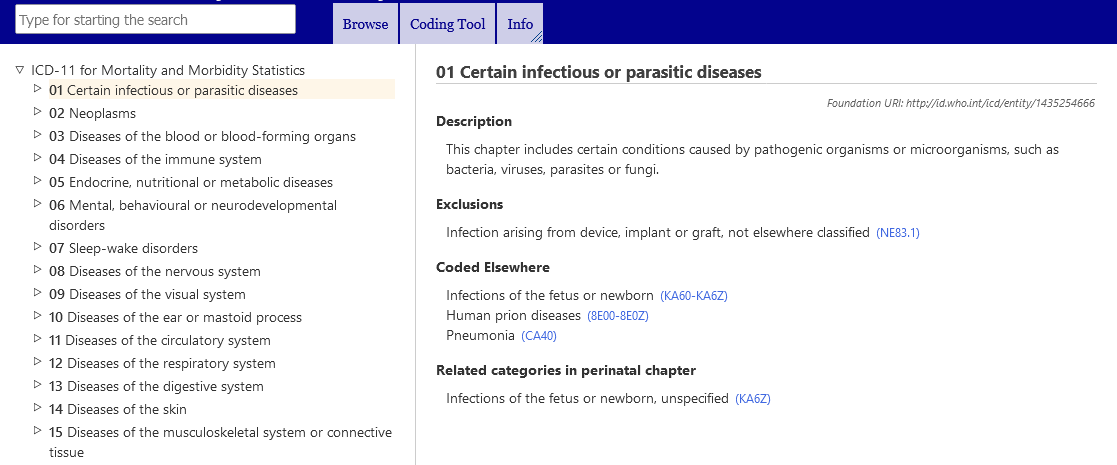 Type for starting the search
Browse
Coding Tool
Info
ICD-11 for Mortality and Morbidity Statistics
01 Certain infectious or parasitic diseases
02 Neoplasms
03 Diseases of the blood or blood-forming organs
04 Diseases of the immune system
05 Endocrine, nutritional or metabolic diseases
06 Mental, behavioural or neurodevelopmental
disorders
07 Sleep-wake disorders
08 Diseases of the nervous system
09 Diseases of the visual system
10 Diseases of the ear or mastoid process
11 Diseases of the circulatory system
12 Diseases of the respiratory system
13 Diseases of the digestive system
14 Diseases of the skin
15 Diseases of the musculoskeletal system or connective
tissue
01 Certain infectious or parasitic diseases
Foundation URI: http://id.who.int/icd/entity/1435254666
Description
This chapter includes certain conditions caused by pathogenic organisms or microorganisms, such as
bacteria, viruses, parasites or fungi.
Exclusions
Infection arising from device, implant or graft, not elsewhere classified (NE83.1)
Coded Elsewhere
Infections of the fetus or newborn (KA60-KA6Z)
Human prion diseases (8E00-8E0Z)
Pneumonia (CA40)
Related categories in perinatal chapter
Infections of the fetus or newborn, unspecified (KA6Z)